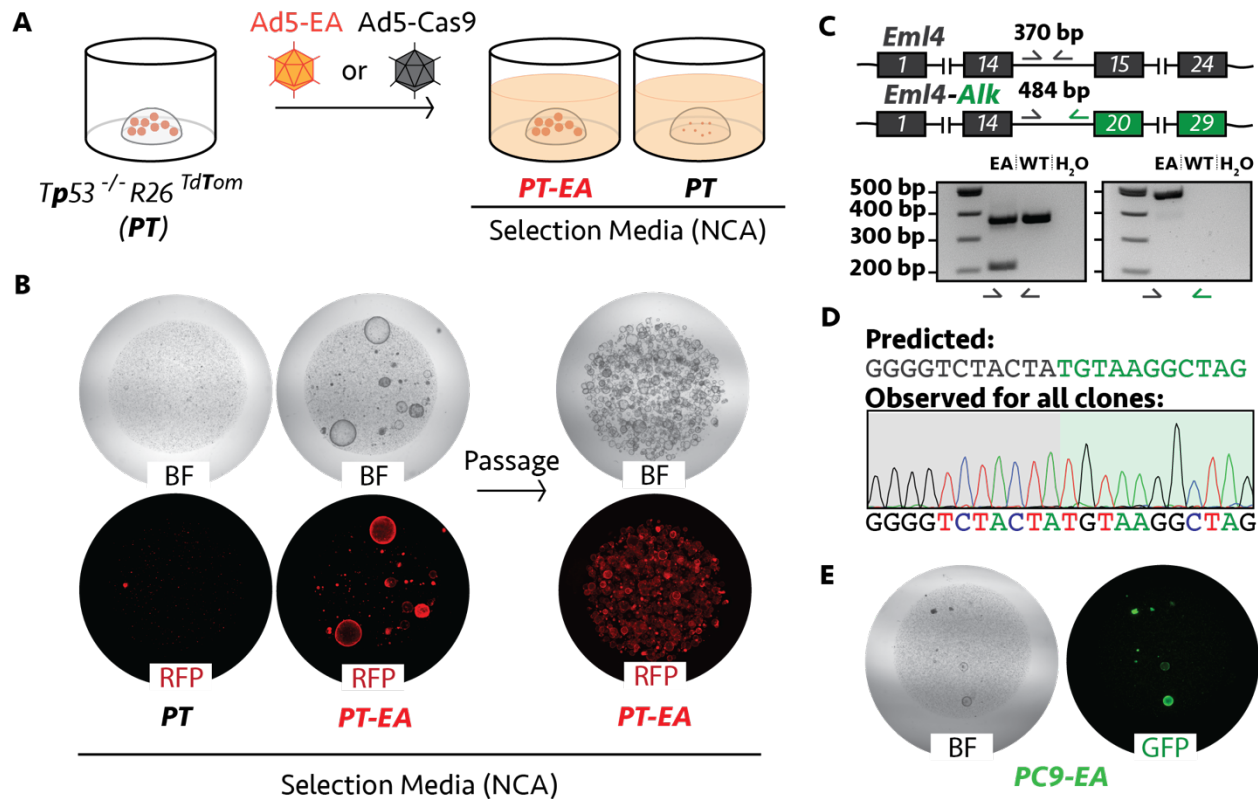 A
Ad5-EA Ad5-Cas9
or
Tp53 -/- R26 TdTom
(PT)
PT-EA PT
Selection Media (NCA)
B
BF BF BF
Passage
RFP RFP RFP
PT PT-EA PT-EA
Selection Media (NCA)
C
Eml4 370 bp
1 14 15 24
Eml4-Alk 484 bp
1 14 20 29
EA WT H2O EA WT H2O
500 bp
400 bp
300 bp
200 bp
D
Predicted:
GGGGTCTACTATGTAAGGCTAG
Observed for all clones:
GGGGTCTACTATGTAAGGCTAG
E
BF GFP
PC9-EA